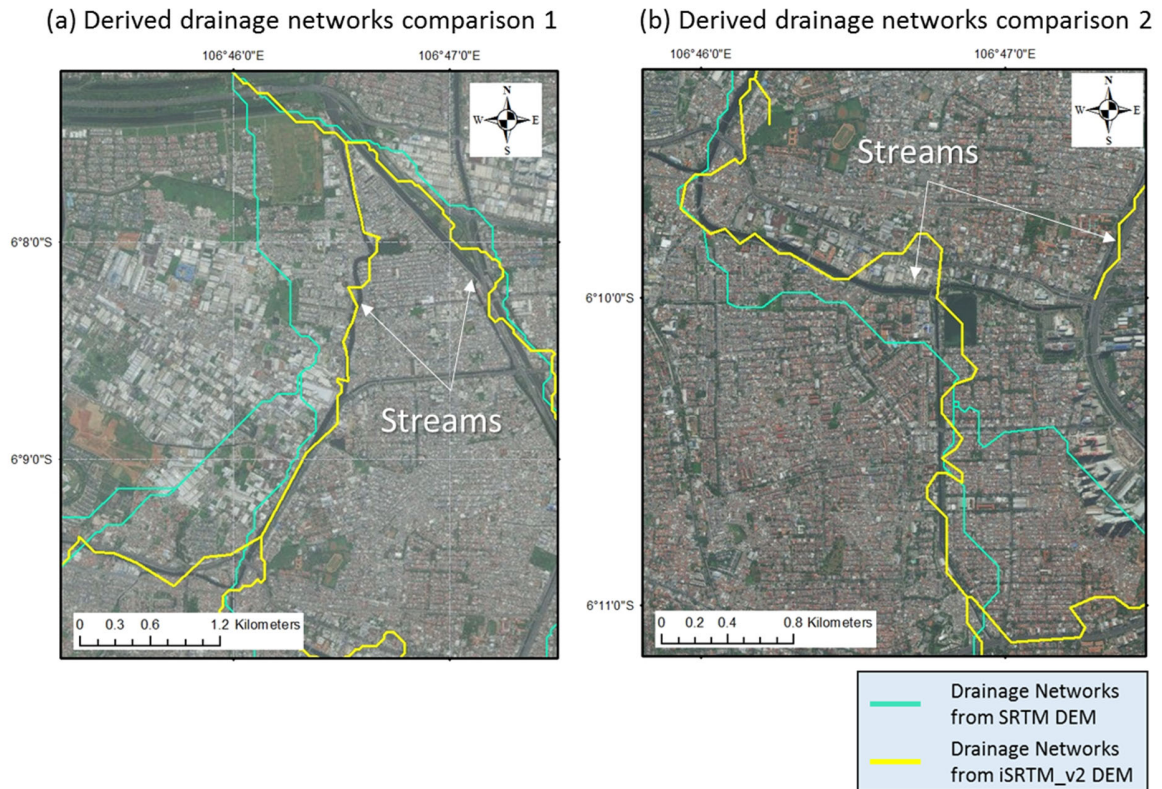 (a) Derived drainage networks comparison 1
(b) Derived drainage networks comparison 2
106°46'0"E
106°47'0"E
106°46'0"E
106°47'0"E
N
W
E
S
N
W
E
S
Streams
6°8'0"S
6°10'0"S
Streams
6°9'0"S
6°11'0"S
0 0.3 0.6 1.2 Kilometers
0 0.2 0.4 0.8 Kilometers
Drainage Networks
from SRTM DEM
Drainage Networks
from iSRTM_v2 DEM